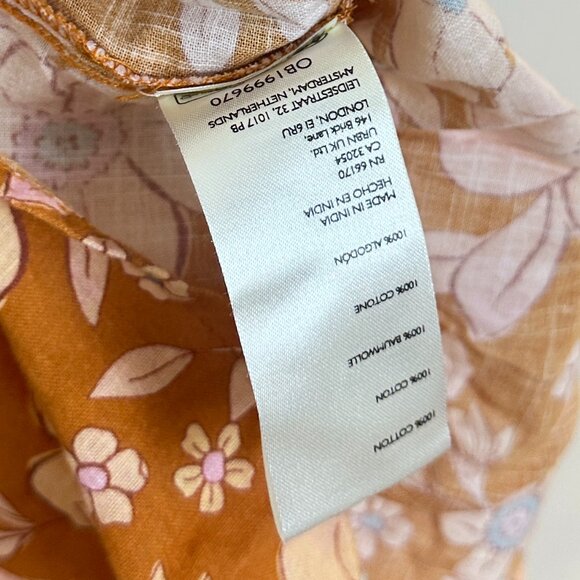 100% COTTON
100% COTON
100% BAUMWOLLE
100% COTONE
100% ALGODÓN
HECHO EN INDIA
MADE IN INDIA
RN 66170
CA 32054
URBN UK Ltd.
146 Brick Lane,
LONDON, E1 6RU
AMSTERDAM, NETHERLANDS
LEIDSESTRAAT 32, 1017 PB
OB1999670